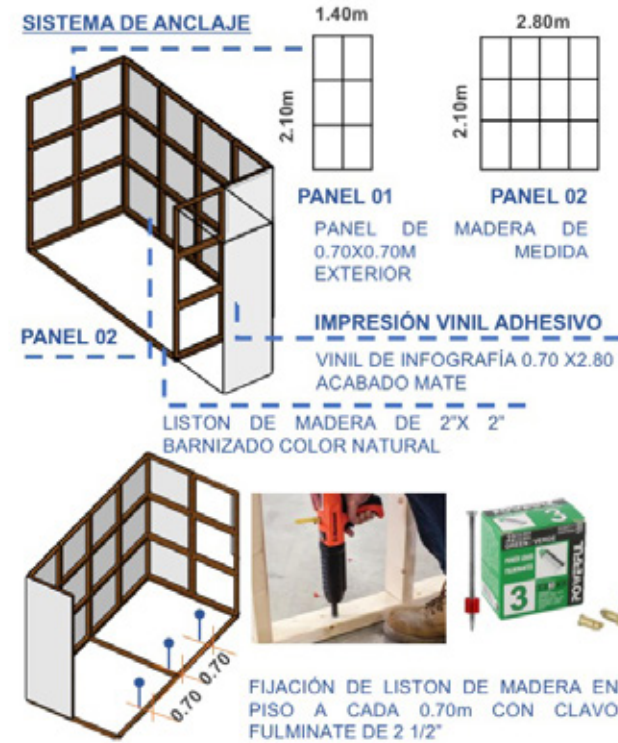 SISTEMA DE ANCLAJE
1.40m
2.80m
2.10m
2.10m
PANEL 01
PANEL 02
PANEL DE MADERA DE
0.70X0.70M MEDIDA
EXTERIOR
PANEL 02
IMPRESIÓN VINIL ADHESIVO
VINIL DE INFOGRAFÍA 0.70 X2.80
ACABADO MATE
LISTON DE MADERA DE 2"X 2"
BARNIZADO COLOR NATURAL
0.70
0.70
3
POWERFUL
FIJACIÓN DE LISTON DE MADERA EN
PISO A CADA 0.70m CON CLAVO
FULMINATE DE 2 1/2"